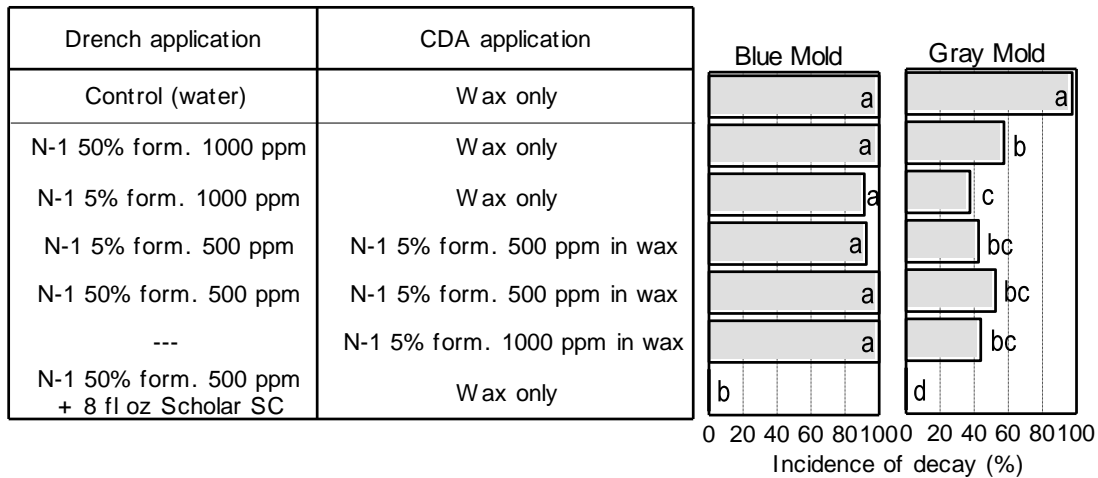 Drench application CDA application Blue Mold Gray Mold
Control (water) Wax only a a
N-1 50% form. 1000 ppm Wax only a b
N-1 5% form. 1000 ppm Wax only a c
N-1 5% form. 500 ppm N-1 5% form. 500 ppm in wax a bc
N-1 50% form. 500 ppm N-1 5% form. 500 ppm in wax a bc
--- N-1 5% form. 1000 ppm in wax a bc
N-1 50% form. 500 ppm
+ 8 fl oz Scholar SC Wax only b d
0 20 40 60 80 100 0 20 40 60 80 100
Incidence of decay (%)